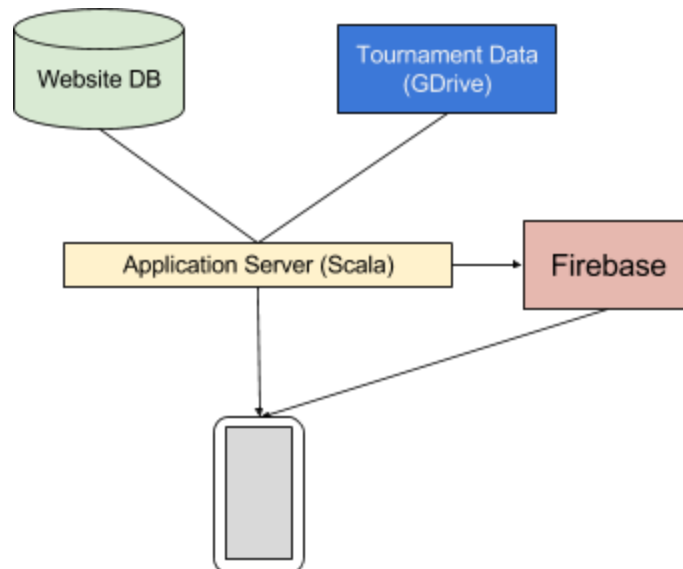 Website DB
Tournament Data
(GDrive)
Application Server (Scala)
Firebase